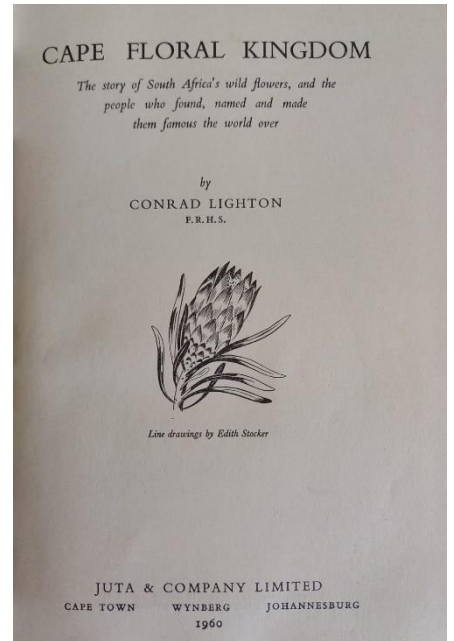 CAPE FLORAL KINGDOM
The story of South Africa's wild flowers, and the
people who found, named and made
them famous the world over
by
CONRAD LIGHTON
F.R.H.S.
Line drawings by Edith Stocker
JUTA & COMPANY LIMITED
CAPE TOWN WYNBERG JOHANNESBURG
1960